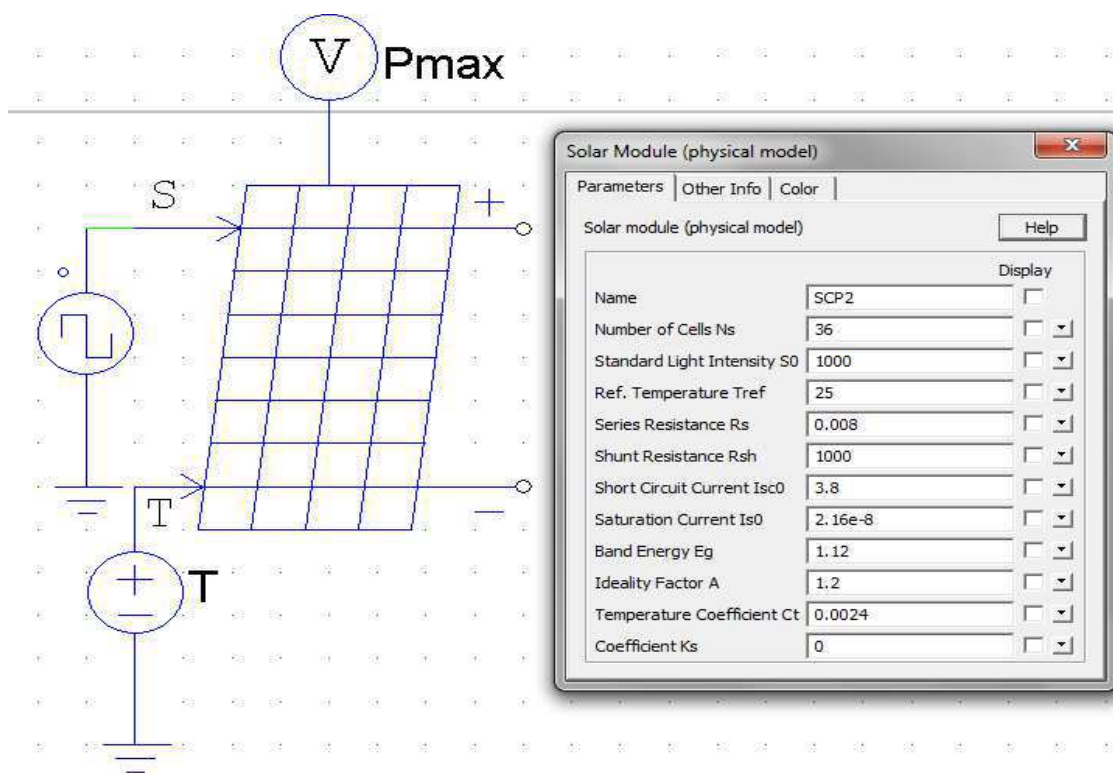 V Pmax
S
+
T
−
+
−
T
Solar Module (physical model)
Parameters Other Info Color
Solar module (physical model) Help
Display
Name SCP2
Number of Cells Ns 36
Standard Light Intensity S0 1000
Ref. Temperature Tref 25
Series Resistance Rs 0.008
Shunt Resistance Rsh 1000
Short Circuit Current Isc0 3.8
Saturation Current Is0 2.16e-8
Band Energy Eg 1.12
Ideality Factor A 1.2
Temperature Coefficient Ct 0.0024
Coefficient Ks 0